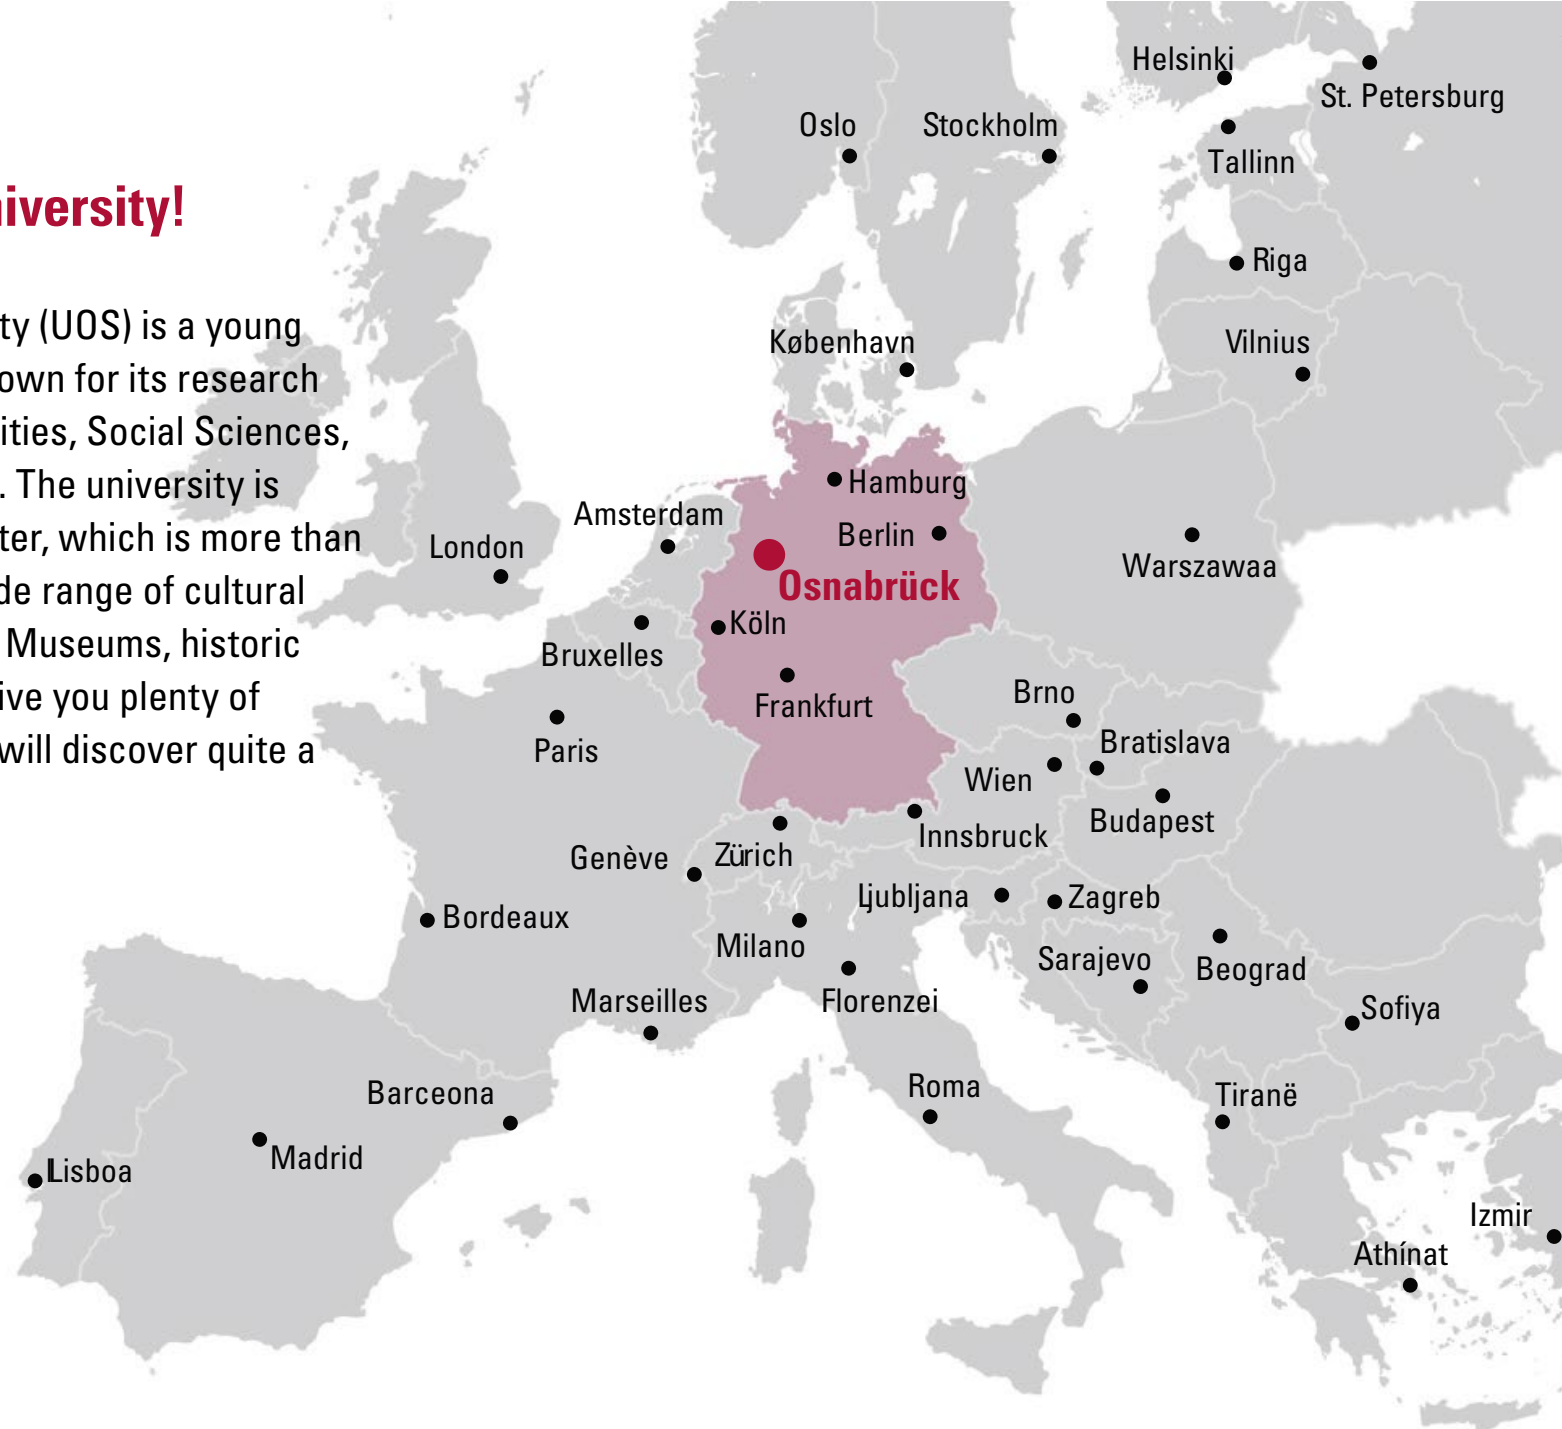 iversity!
ty (UOS) is a young
own for its research
ities, Social Sciences,
. The university is
ter, which is more than
de range of cultural
Museums, historic
ive you plenty of
will discover quite a
Helsinki
St. Petersburg
Oslo
Stockholm
Tallinn
Riga
København
Vilnius
Hamburg
Amsterdam
Berlin
London
Warszawaa
Osnabrück
Köln
Bruxelles
Frankfurt
Brno
Paris
Bratislava
Wien
Budapest
Innsbruck
Genève
Zürich
Ljubljana
Zagreb
Bordeaux
Milano
Sarajevo
Beograd
Marseilles
Florenzei
Sofiya
Barceona
Roma
Tiranë
Madrid
Lisboa
Izmir
Athínat